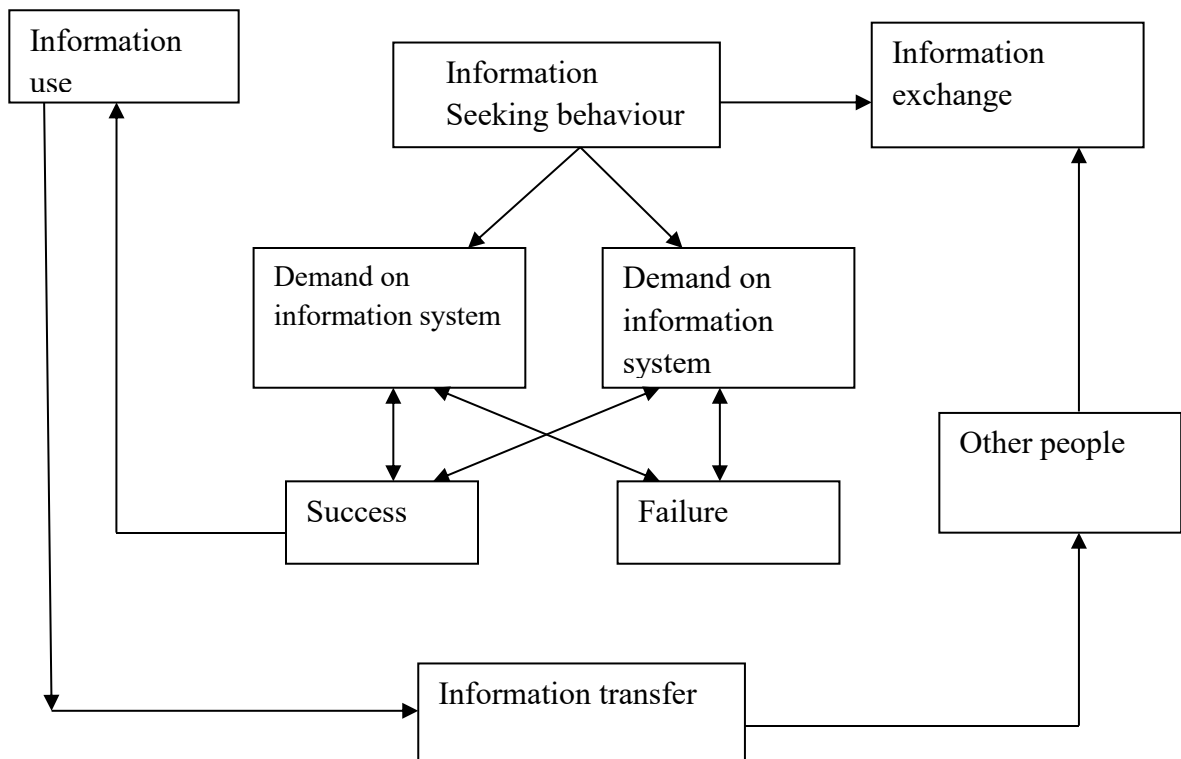 Information
use
Information
Seeking behaviour
Information
exchange
Demand on
information system
Demand on
information
system
Other people
Success
Failure
Information transfer